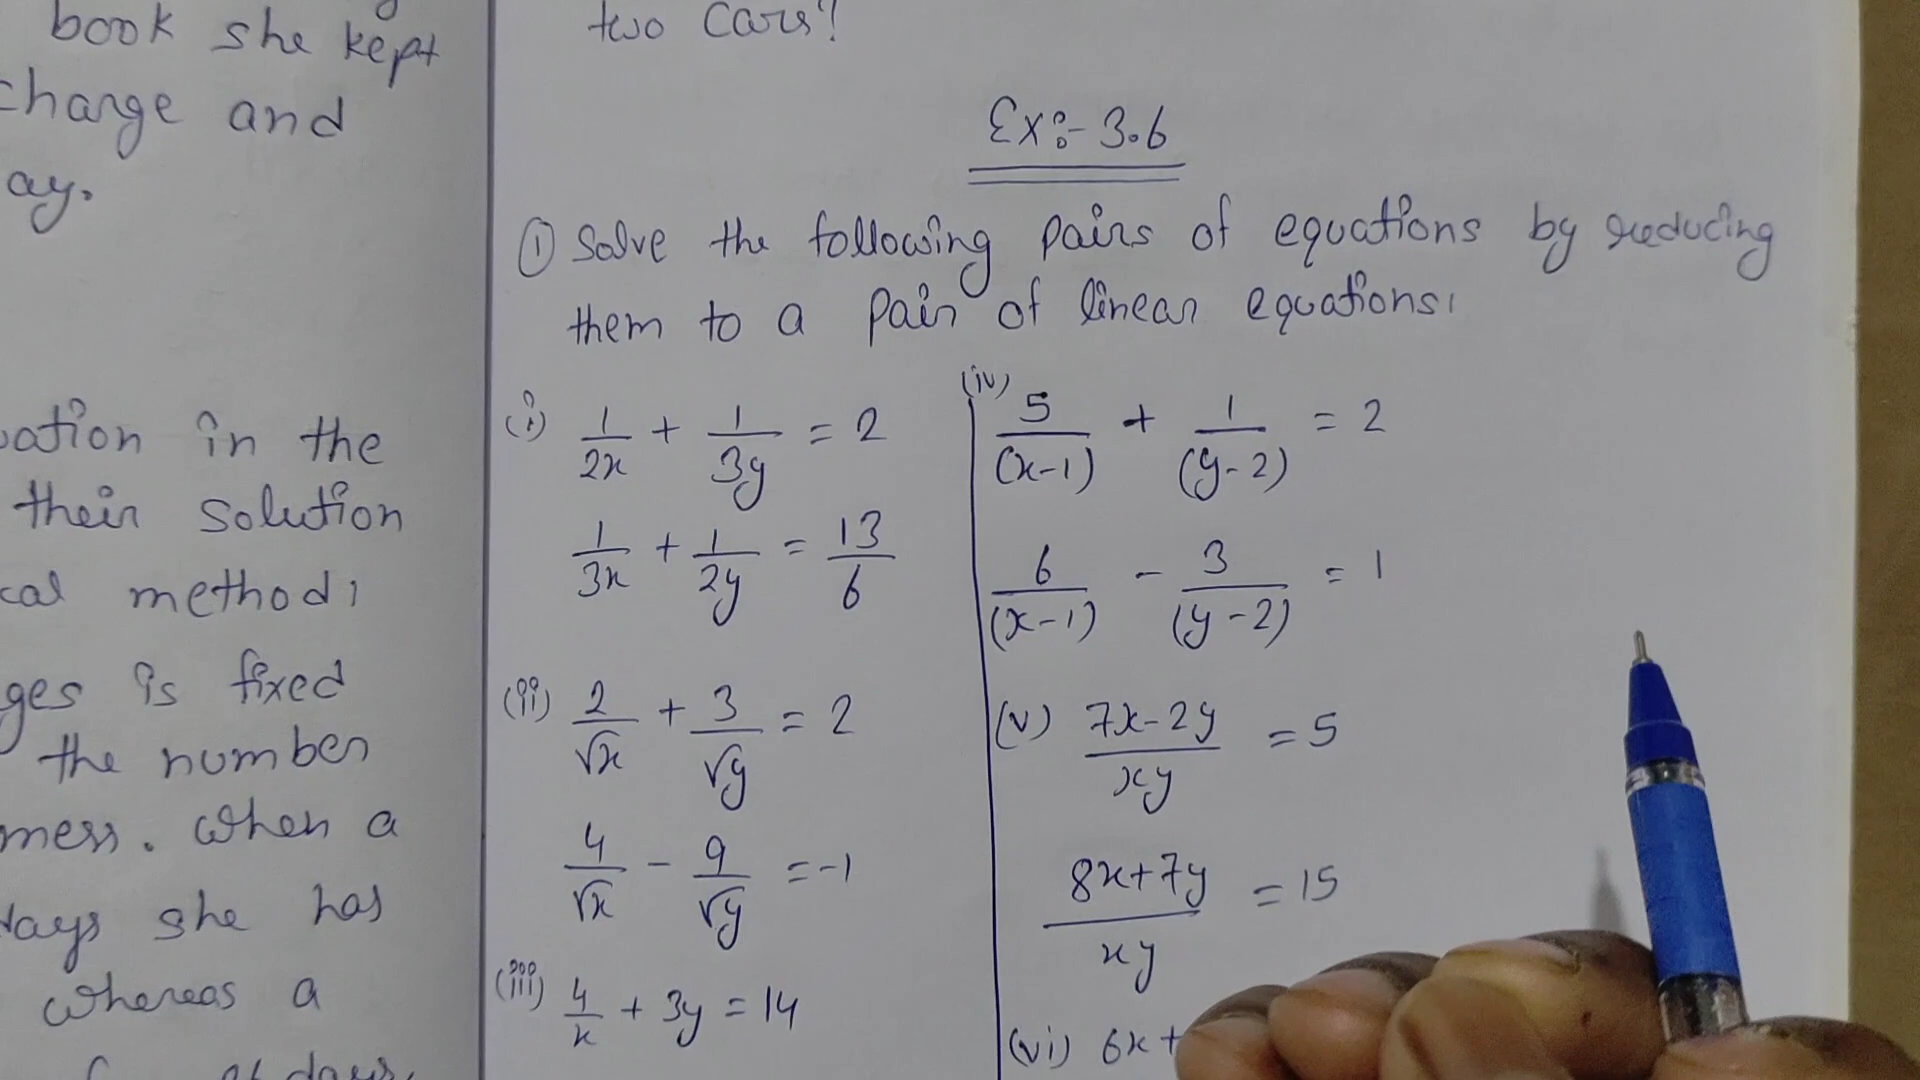 book she kept
charge and
ay.
ation in the
their solution
cal method.
ges is fixed
the number
mess. When a
days she has
whereas a
of days.
two cars?
Ex:- 3.6
① Solve the following pairs of equations by reducing
them to a pair of linear equations.
(i) 1/2x + 1/3y = 2
1/3x + 1/2y = 13/6
(ii) 2/√x + 3/√y = 2
4/√x - 9/√y = -1
(iii) 4/x + 3y = 14
(iv) 5/(x-1) + 1/(y-2) = 2
6/(x-1) - 3/(y-2) = 1
(v) 7x-2y/xy = 5
8x+7y/xy = 15
(vi) 6x+